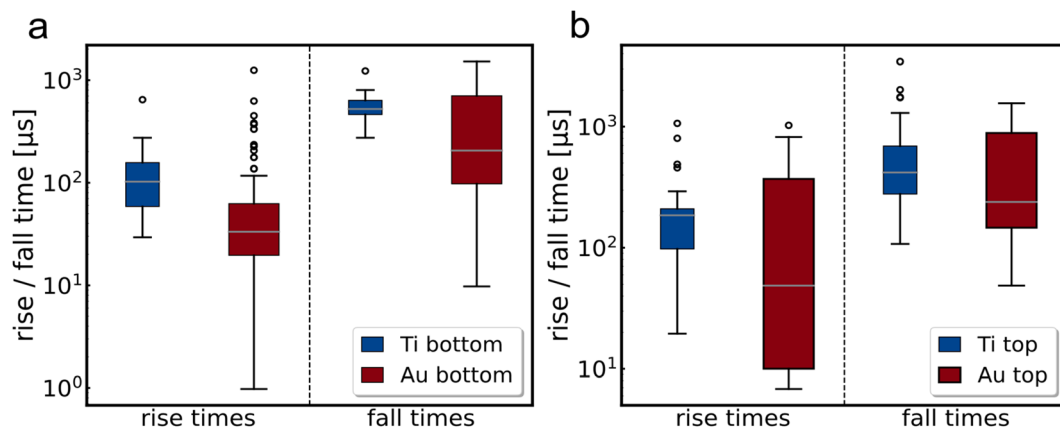 a
rise / fall time [µs]
10³
10²
10¹
10⁰
rise times
fall times
Ti bottom
Au bottom
b
rise / fall time [µs]
10³
10²
10¹
rise times
fall times
Ti top
Au top